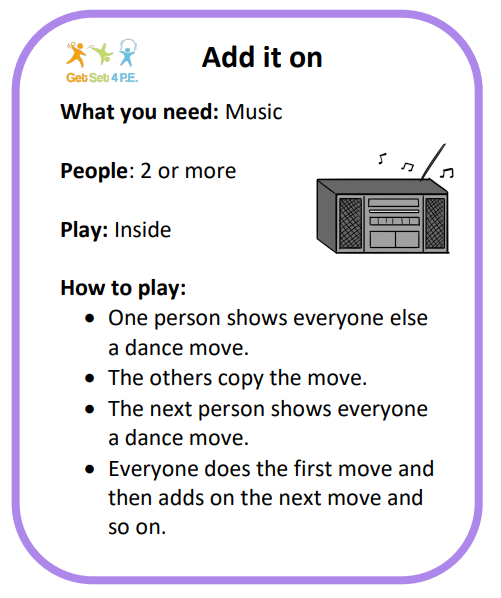 Add it on
Get Set 4 P.E.
What you need: Music
People: 2 or more
Play: Inside
How to play:
• One person shows everyone else
a dance move.
• The others copy the move.
• The next person shows everyone
a dance move.
• Everyone does the first move and
then adds on the next move and
so on.